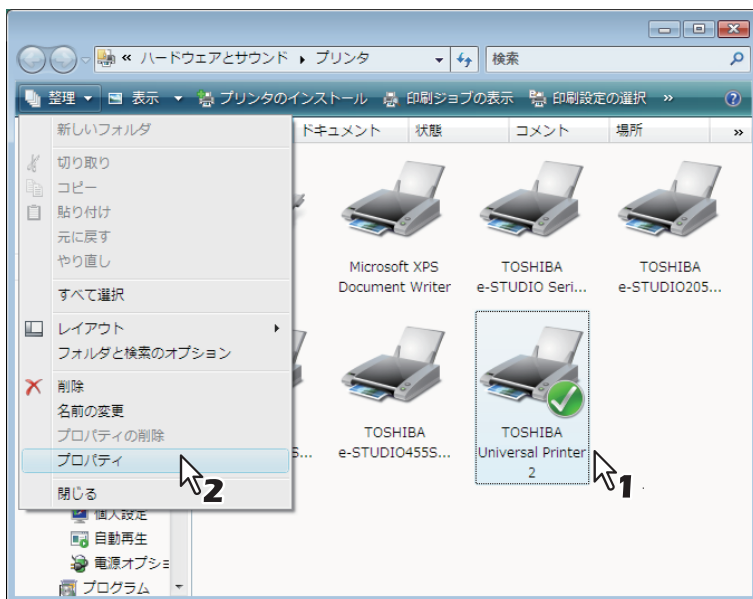 « ハードウェアとサウンド ▸ プリンタ
検索
整理 表示 プリンタのインストール 印刷ジョブの表示 印刷設定の選択 »
新しいフォルダ
切り取り
コピー
貼り付け
元に戻す
やり直し
すべて選択
レイアウト
フォルダと検索のオプション
削除
名前の変更
プロパティの削除
プロパティ
閉じる
ドキュメント 状態 コメント 場所 »
Microsoft XPS
Document Writer
TOSHIBA
e-STUDIO Seri...
TOSHIBA
e-STUDIO205...
S...
TOSHIBA
e-STUDIO455S...
TOSHIBA
Universal Printer
2
1
2
個人設定
自動再生
電源オプショ
プログラム